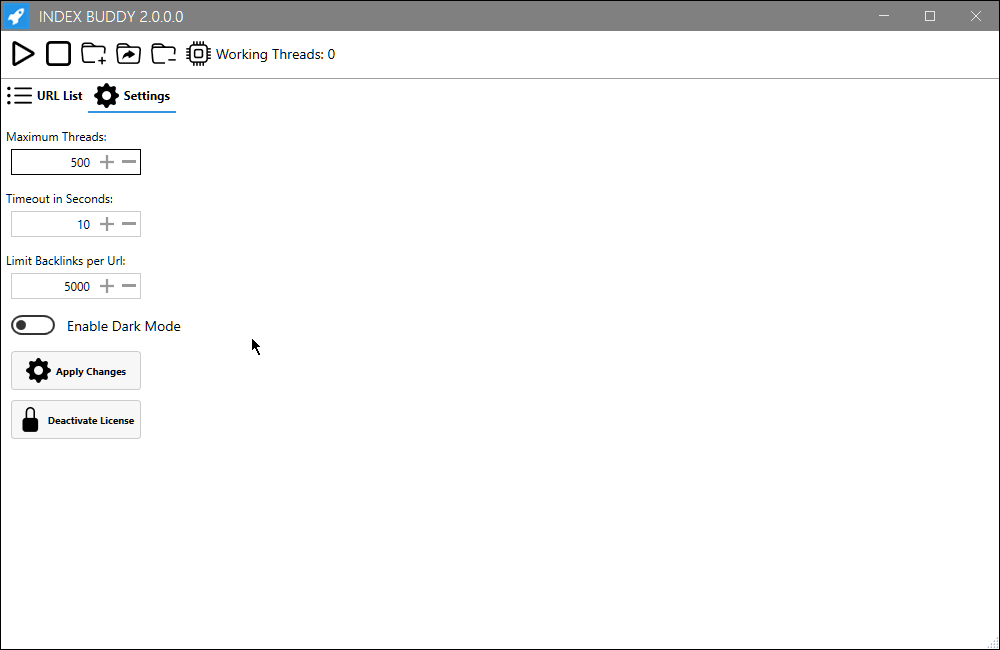 INDEX BUDDY 2.0.0.0
Working Threads: 0
URL List
Settings
Maximum Threads:
500
Timeout in Seconds:
10
Limit Backlinks per Url:
5000
Enable Dark Mode
Apply Changes
Deactivate License